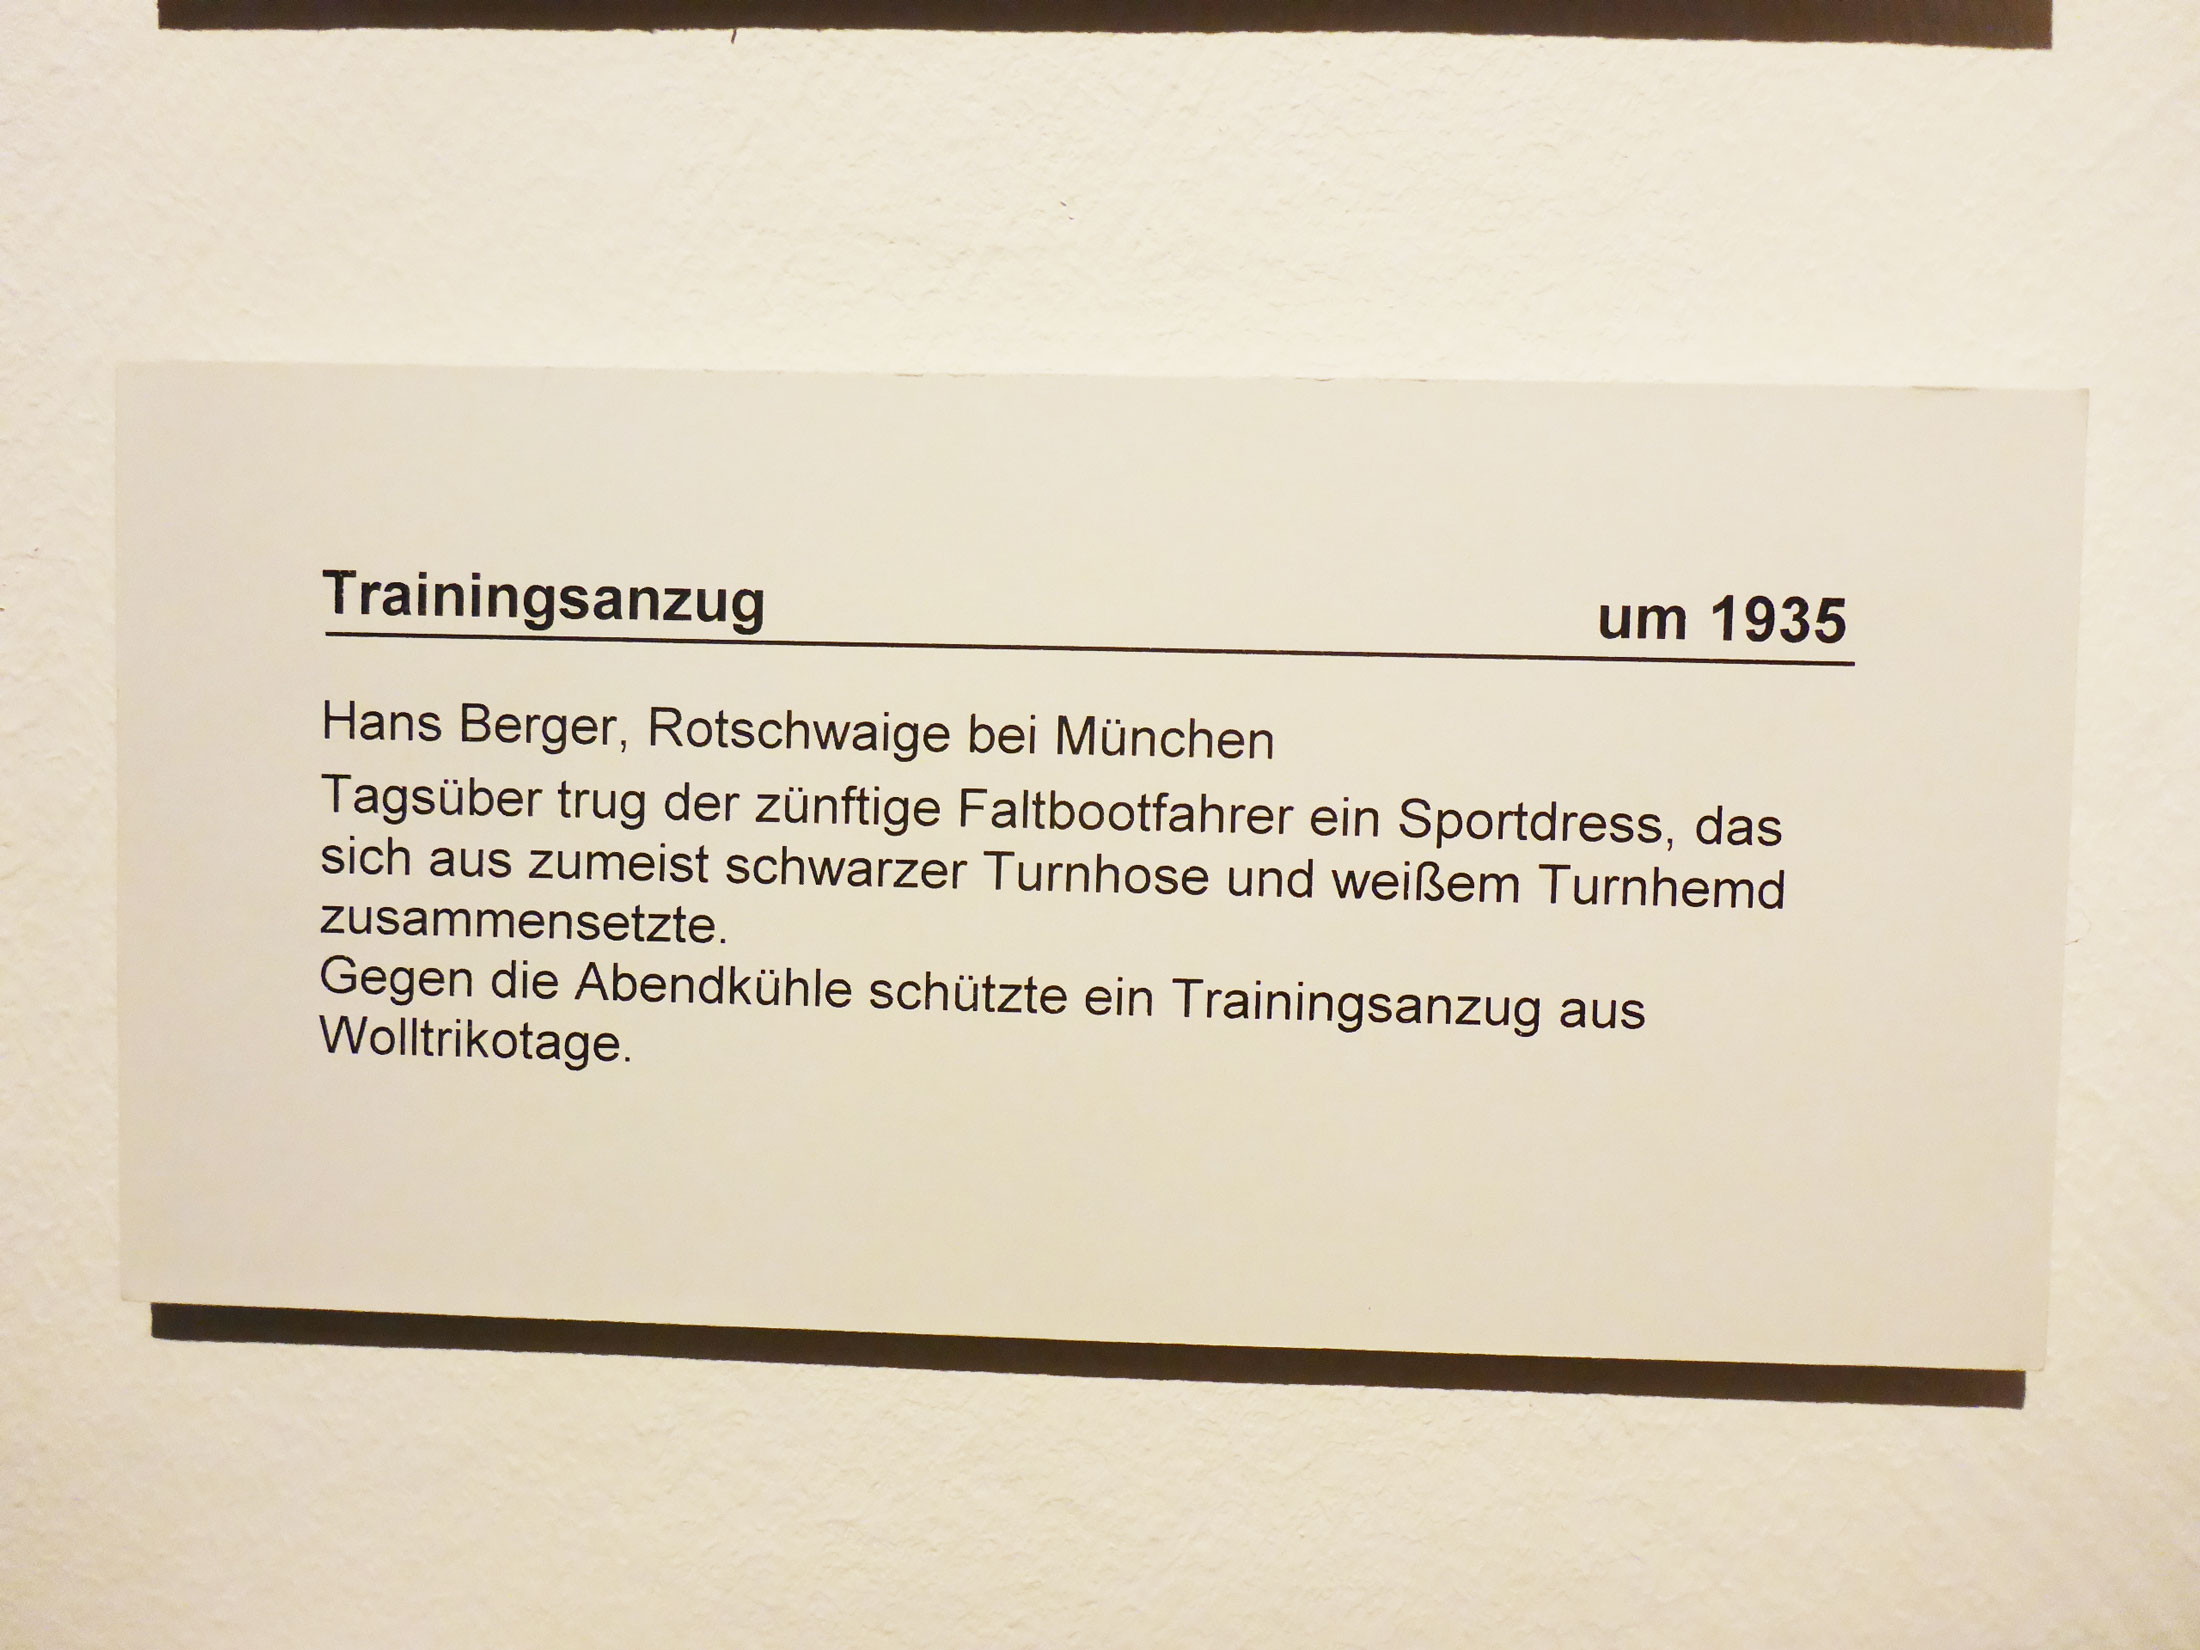 Trainingsanzug um 1935
Hans Berger, Rotschwaige bei München
Tagsüber trug der zünftige Faltbootfahrer ein Sportdress, das
sich aus zumeist schwarzer Turnhose und weißem Turnhemd
zusammensetzte.
Gegen die Abendkühle schützte ein Trainingsanzug aus
Wolltrikotage.